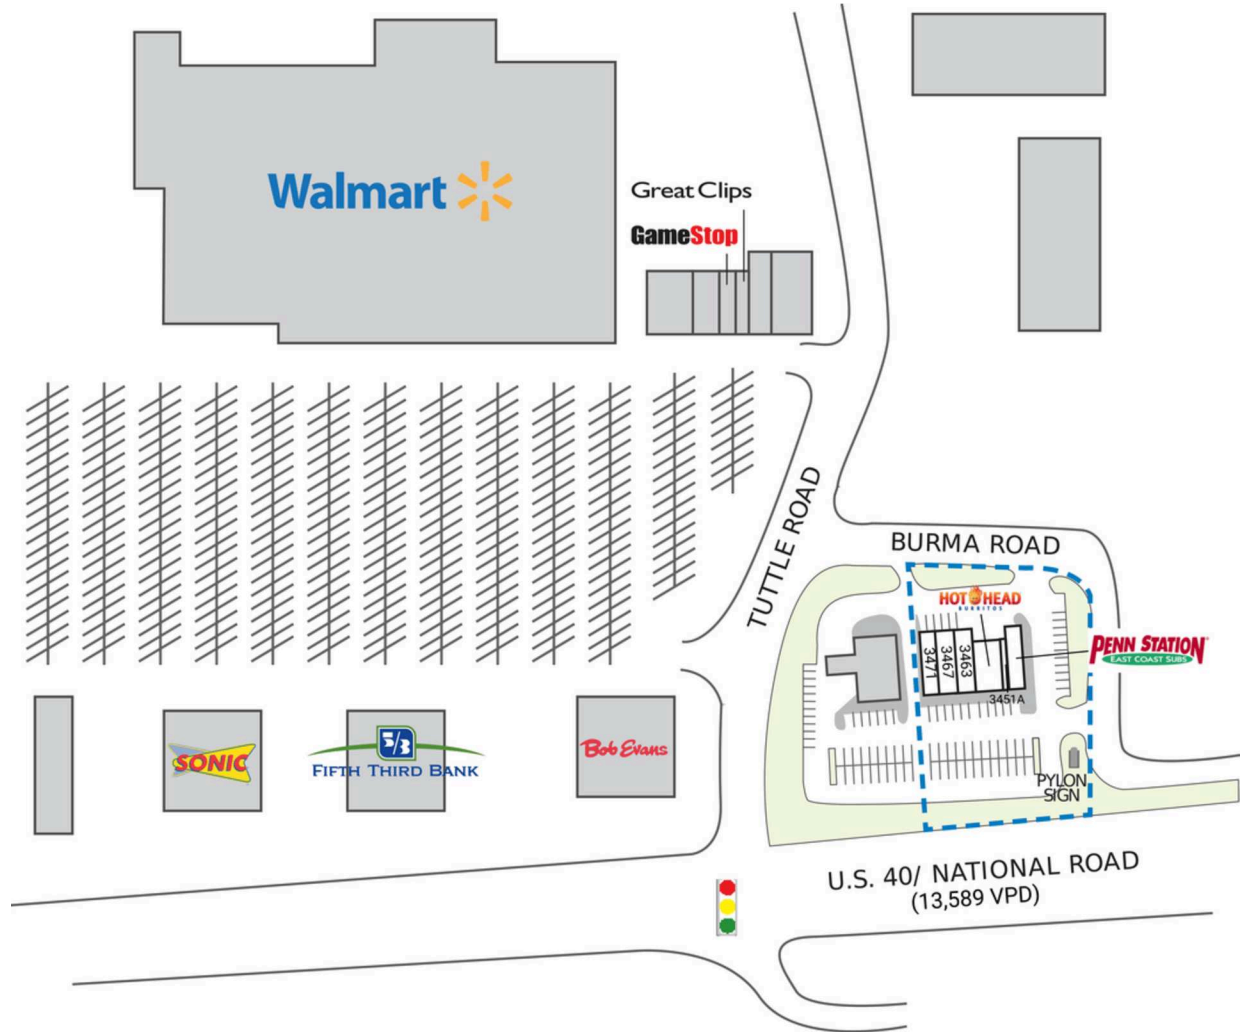 Walmart
Great Clips
GameStop
TUTTLE ROAD
BURMA ROAD
HOT HEAD
BURRITOS
PENN STATION
EAST COAST SUBS
3471
3467
3463
3451A
SONIC
5/3
FIFTH THIRD BANK
Bob Evans
PYLON
SIGN
U.S. 40/ NATIONAL ROAD
(13,589 VPD)